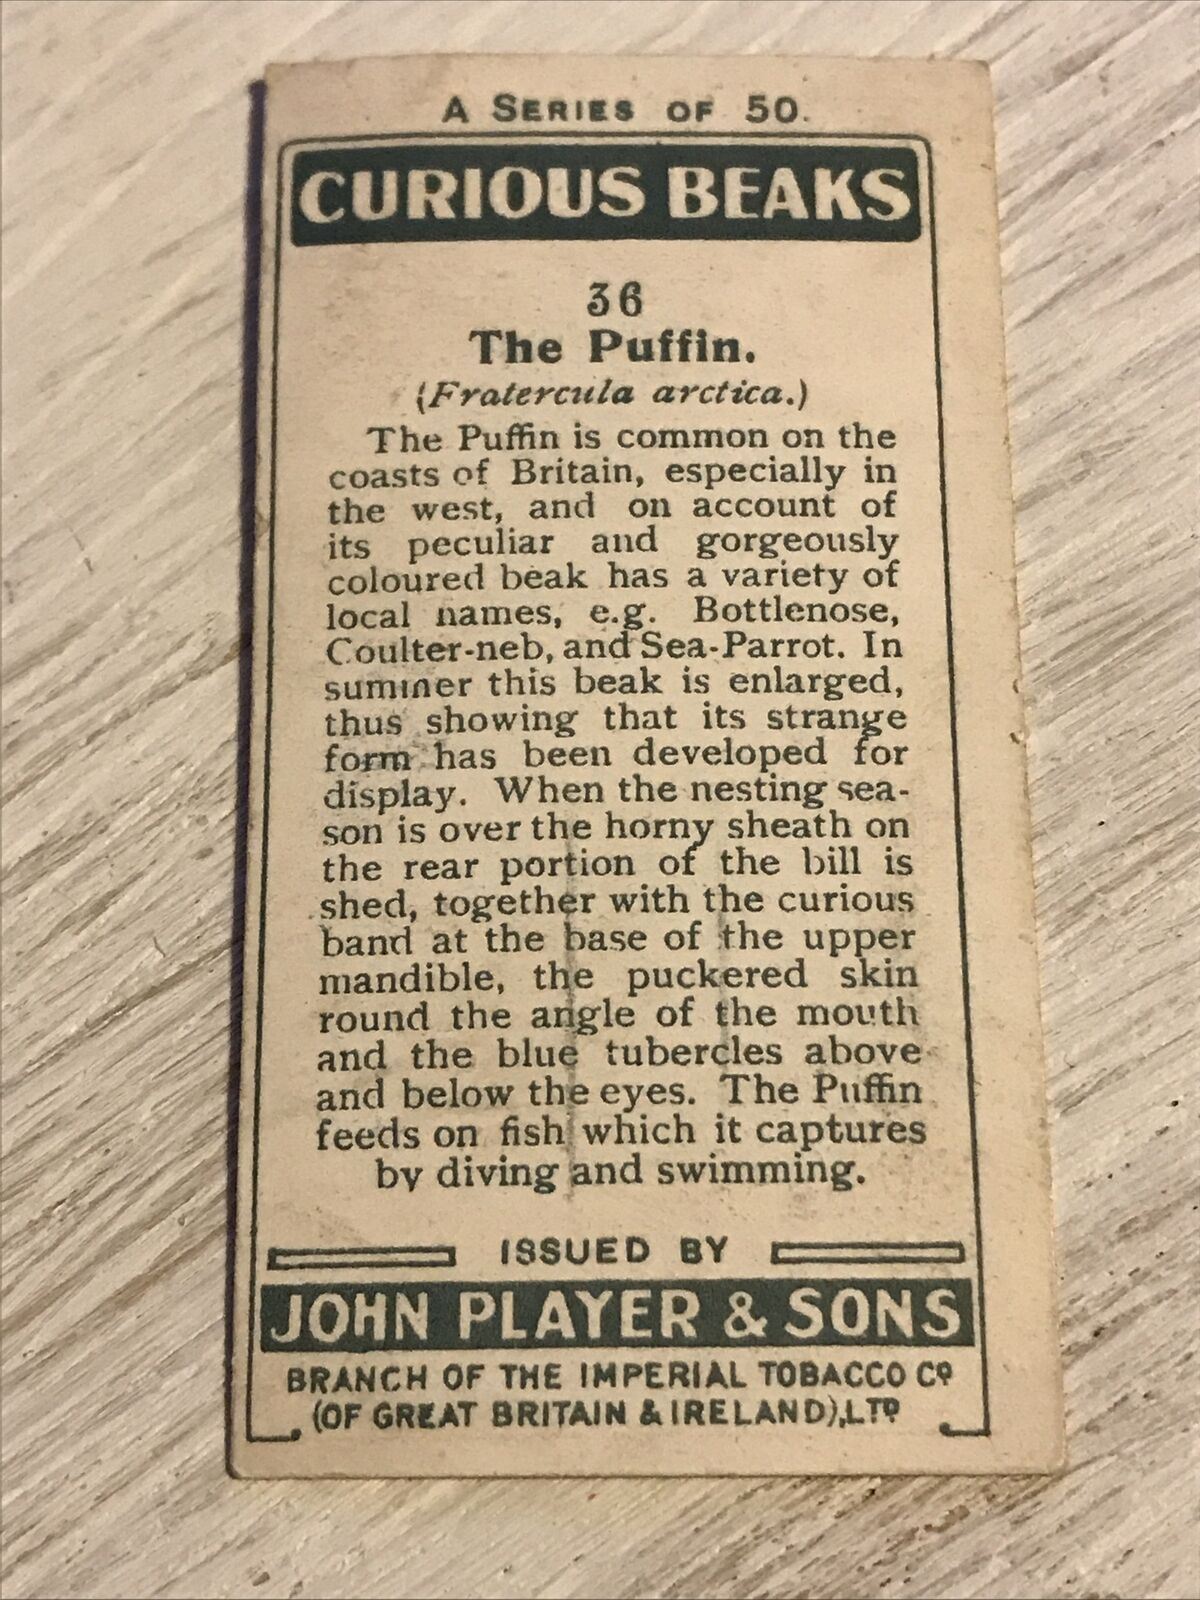 A SERIES OF 50.
CURIOUS BEAKS
36
The Puffin.
(Fratercula arctica.)
The Puffin is common on the
coasts of Britain, especially in
the west, and on account of
its peculiar and gorgeously
coloured beak has a variety of
local names, e.g. Bottlenose,
Coulter-neb, and Sea-Parrot. In
summer this beak is enlarged,
thus showing that its strange
form has been developed for
display. When the nesting sea-
son is over the horny sheath on
the rear portion of the bill is
shed, together with the curious
band at the base of the upper
mandible, the puckered skin
round the angle of the mouth
and the blue tubercles above
and below the eyes. The Puffin
feeds on fish which it captures
by diving and swimming.
ISSUED BY
JOHN PLAYER & SONS
BRANCH OF THE IMPERIAL TOBACCO CO
(OF GREAT BRITAIN & IRELAND), LTD